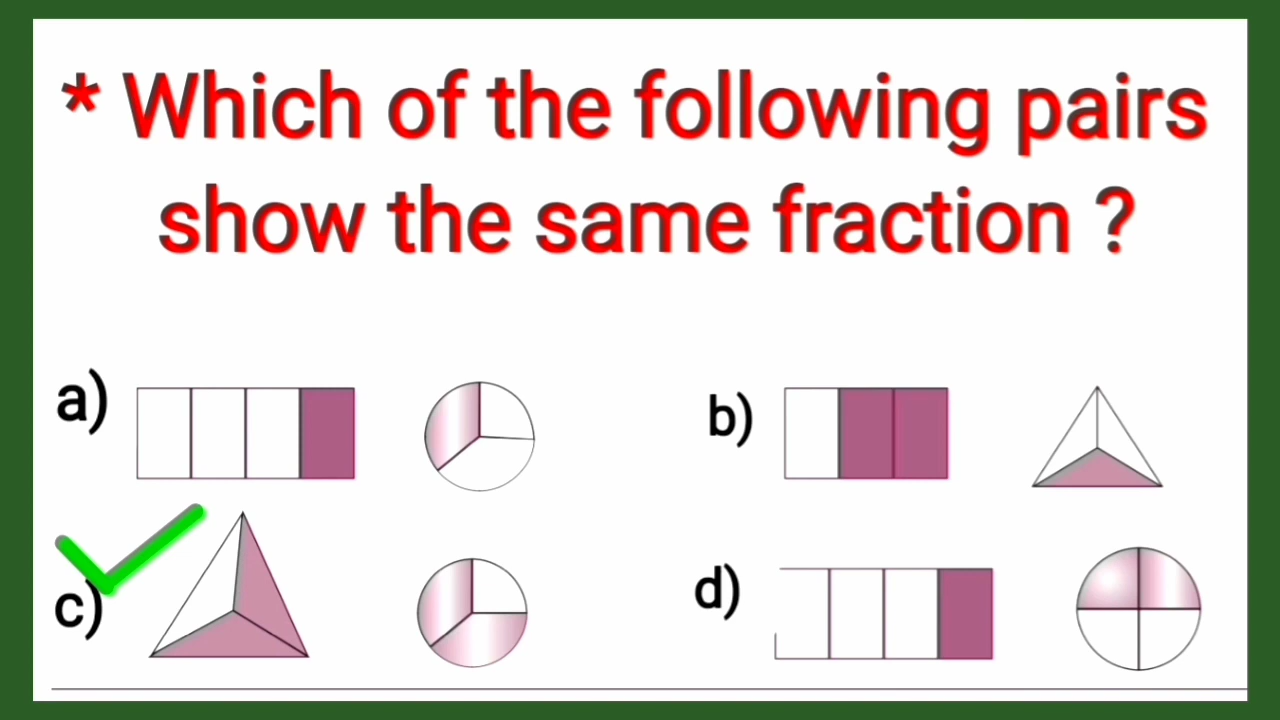 * Which of the following pairs
show the same fraction ?
a)
b)
c)
d)